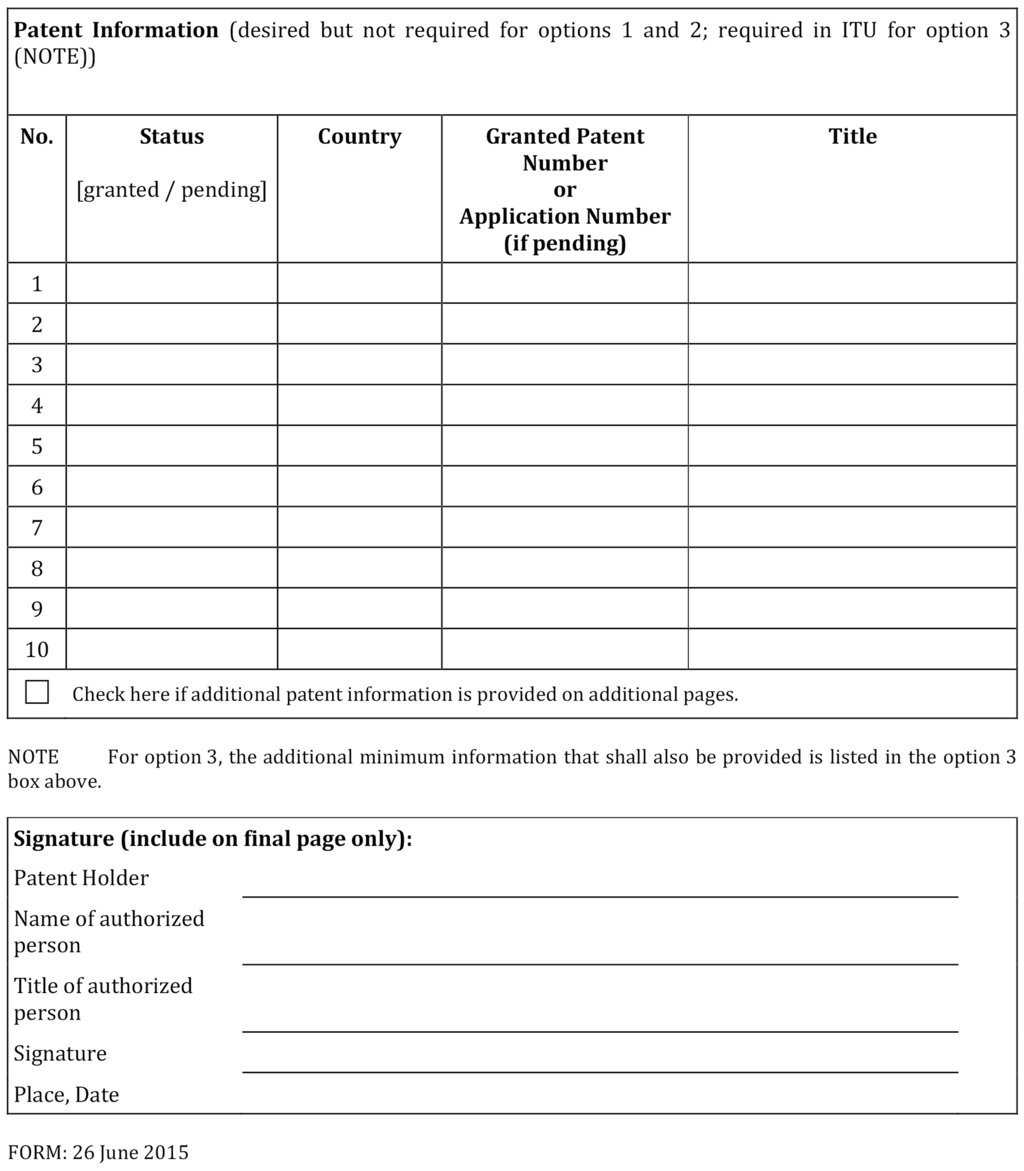 Patent Information (desired but not required for options 1 and 2; required in ITU for option 3
(NOTE))
No.
Status
[granted / pending]
Country
Granted Patent
Number
or
Application Number
(if pending)
Title
1
2
3
4
5
6
7
8
9
10
Check here if additional patent information is provided on additional pages.
NOTE For option 3, the additional minimum information that shall also be provided is listed in the option 3
box above.
Signature (include on final page only):
Patent Holder
Name of authorized
person
Title of authorized
person
Signature
Place, Date
FORM: 26 June 2015